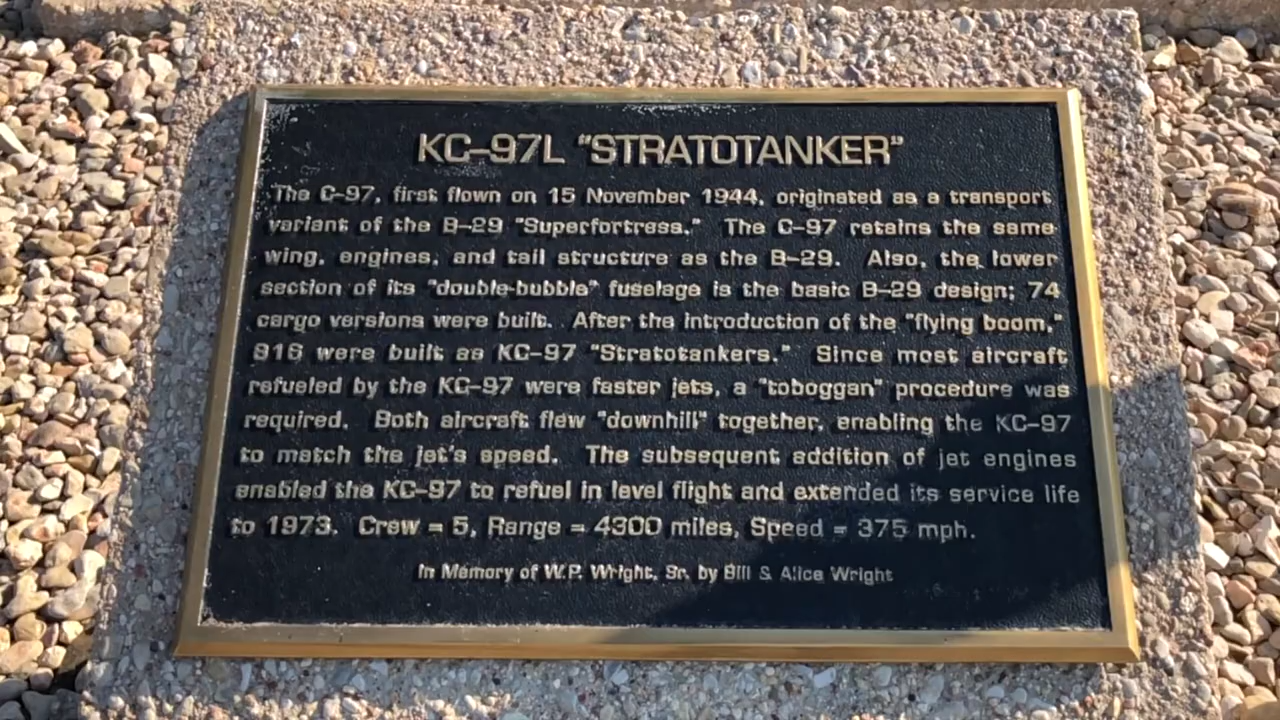 KC-97L "STRATOTANKER"
The C-97, first flown on 15 November 1944, originated as a transport
variant of the B-29 "Superfortress." The C-97 retains the same
wing, engines, and tail structure as the B-29. Also, the lower
section of its "double-bubble" fuselage is the basic B-29 design; 74
cargo versions were built. After the introduction of the "flying boom,"
816 were built as KC-97 "Stratotankers." Since most aircraft
refueled by the KC-97 were faster jets, a "toboggan" procedure was
required. Both aircraft flew "downhill" together, enabling the KC-97
to match the jet's speed. The subsequent addition of jet engines
enabled the KC-97 to refuel in level flight and extended its service life
to 1973. Crew = 5, Range = 4300 miles, Speed = 375 mph.
In Memory of W.P. Wright, Sr. by Bill & Alice Wright